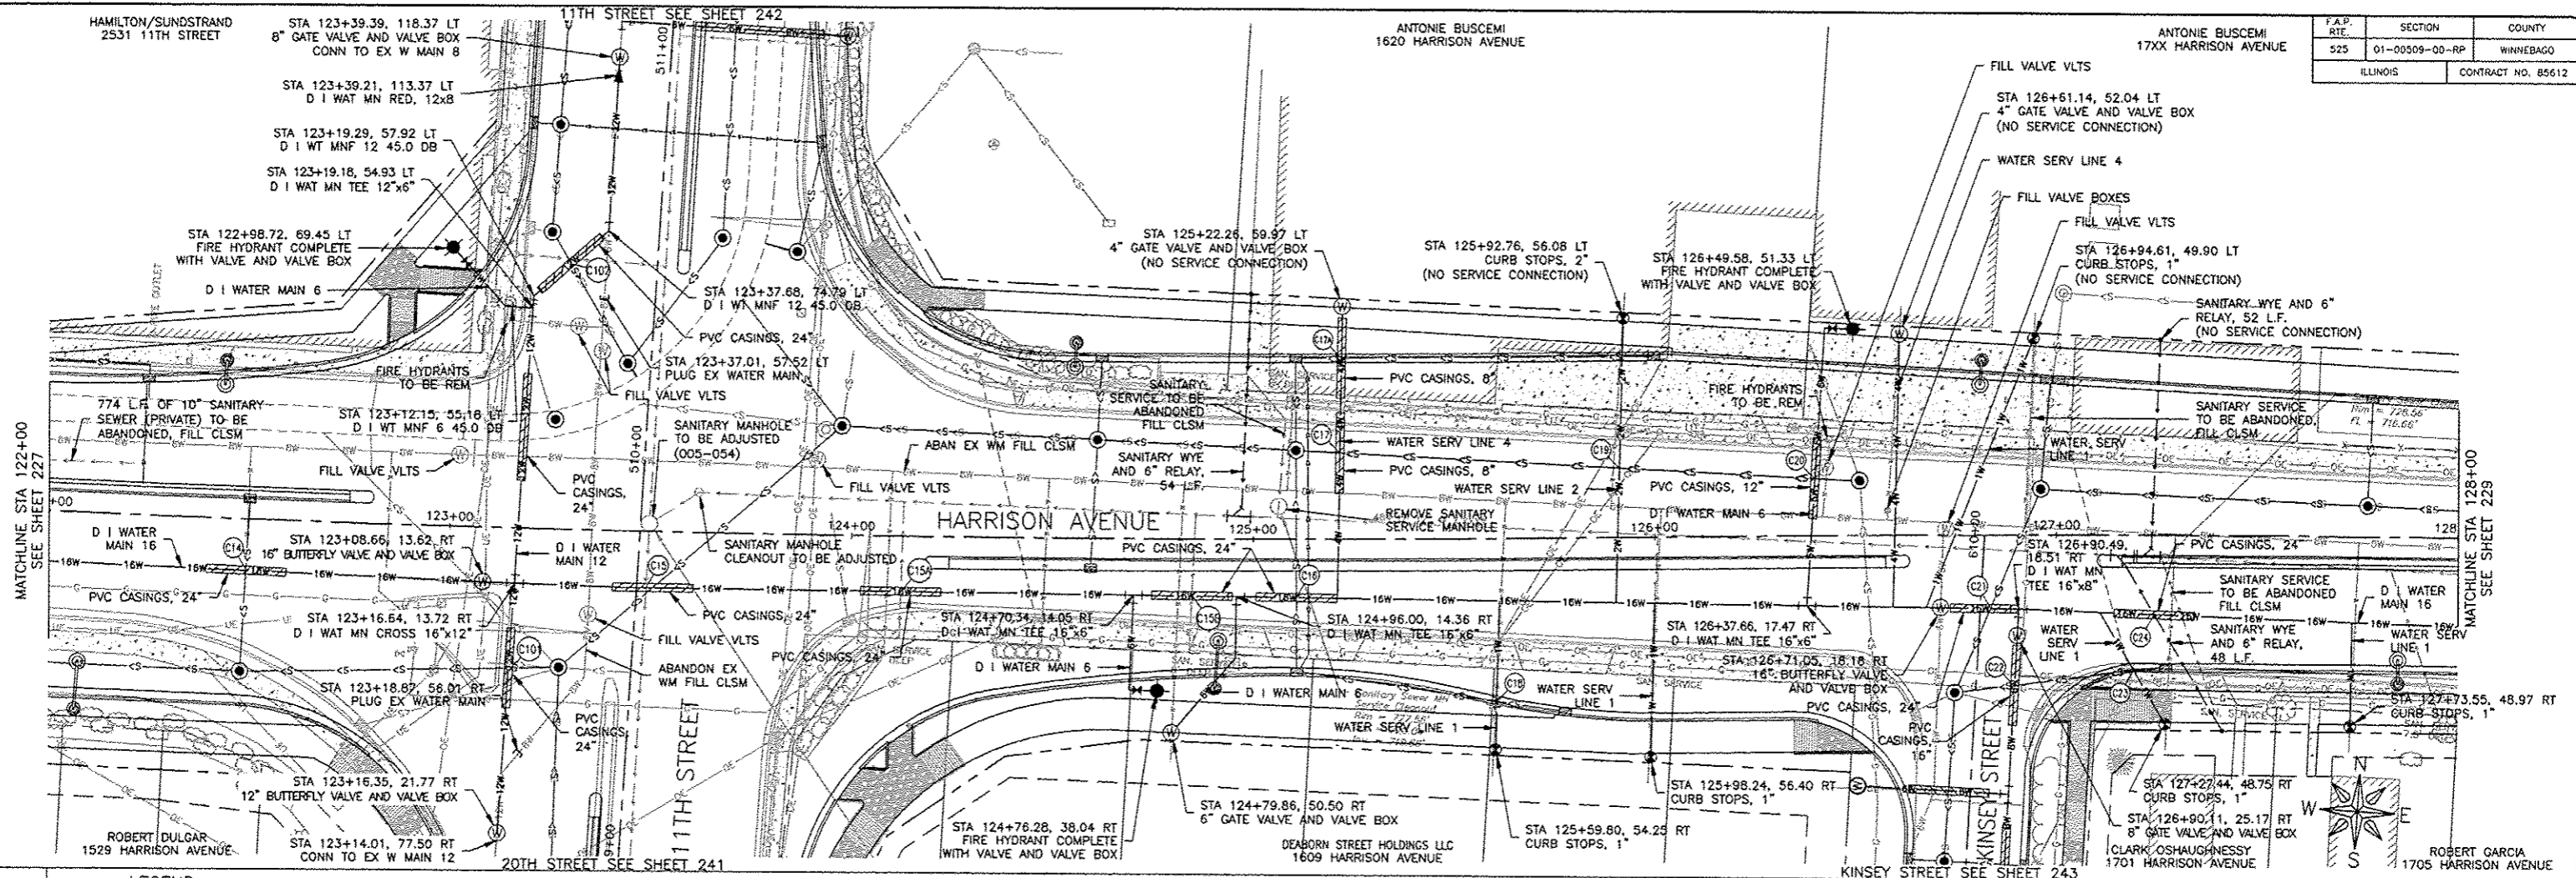 11TH STREET SEE SHEET 242
HAMILTON/SUNDSTRAND
2531 11TH STREET
STA 123+39.39, 118.37 LT
8" GATE VALVE AND VALVE BOX
CONN TO EX W MAIN 8
STA 123+39.21, 113.37 LT
D I WAT MN RED, 12x8
STA 123+19.29, 57.92 LT
D I WT MNF 12 45.0 DB
STA 123+19.18, 54.93 LT
D I WAT MN TEE 12"x6"
STA 122+98.72, 69.45 LT
FIRE HYDRANT COMPLETE
WITH VALVE AND VALVE BOX
D I WATER MAIN 6
511+00
ANTONIE BUSCEMI
1620 HARRISON AVENUE
ANTONIE BUSCEMI
17XX HARRISON AVENUE
F.A.P.
RTE.
SECTION
COUNTY
525
01-00509-00-RP
WINNEBAGO
ILLINOIS
CONTRACT NO. 85612
FILL VALVE VLTS
STA 126+61.14, 52.04 LT
4" GATE VALVE AND VALVE BOX
(NO SERVICE CONNECTION)
WATER SERV LINE 4
FILL VALVE BOXES
FILL VALVE VLTS
STA 126+94.61, 49.90 LT
CURB STOPS, 1"
(NO SERVICE CONNECTION)
SANITARY WYE AND 6"
RELAY, 52 L.F.
(NO SERVICE CONNECTION)
STA 125+22.26, 59.97 LT
4" GATE VALVE AND VALVE BOX
(NO SERVICE CONNECTION)
STA 125+92.76, 56.08 LT
CURB STOPS, 2"
(NO SERVICE CONNECTION)
STA 126+49.58, 51.33 LT
FIRE HYDRANT COMPLETE
WITH VALVE AND VALVE BOX
C102
STA 123+37.68, 74.79 LT
D I WT MNF 12 45.0 DB
PVC CASINGS, 24"
STA 123+37.01, 57.52 LT
PLUG EX WATER MAIN
FILL VALVE VLTS
FIRE HYDRANTS
TO BE REM
STA 123+12.15, 55.18 LT
D I WT MNF 6 45.0 DB
774 L.F. OF 10" SANITARY
SEWER (PRIVATE) TO BE
ABANDONED, FILL CLSM
FILL VALVE VLTS
PVC
CASINGS,
24"
510+00
SANITARY MANHOLE
TO BE ADJUSTED
(005-054)
ABAN EX WM FILL CLSM
FILL VALVE VLTS
SANITARY
SERVICE TO BE
ABANDONED
FILL CLSM
SANITARY WYE
AND 6" RELAY,
54 L.F.
C17A
PVC CASINGS, 8"
C17
WATER SERV LINE 4
PVC CASINGS, 8"
WATER SERV LINE 2
C19
FIRE HYDRANTS
TO BE REM
C20
PVC CASINGS, 12"
D I WATER MAIN 6
WATER SERV
LINE 1
SANITARY SERVICE
TO BE ABANDONED,
FILL CLSM
MATCHLINE STA 122+00
SEE SHEET 227
MATCHLINE STA 128+00
SEE SHEET 229
+00
123+00
124+00
HARRISON AVENUE
125+00
126+00
127+00
128
610+00
REMOVE SANITARY
SERVICE MANHOLE
D I WATER
MAIN 16
C14
PVC CASINGS, 24"
STA 123+08.66, 13.62 RT
16" BUTTERFLY VALVE AND VALVE BOX
D I WATER
MAIN 12
C15
SANITARY MANHOLE
CLEANOUT TO BE ADJUSTED
C15A
PVC CASINGS, 24"
C16
STA 126+90.49,
18.51 RT
D I WAT MN
TEE 16"x8"
C21
PVC CASINGS, 24"
SANITARY SERVICE
TO BE ABANDONED
FILL CLSM
D I WATER
MAIN 16
STA 123+16.64, 13.72 RT
D I WAT MN CROSS 16"x12"
PVC CASINGS, 24"
FILL VALVE VLTS
PVC CASINGS, 24"
ABANDON EX
WM FILL CLSM
STA 124+70.34, 14.05 RT
D I WAT MN TEE 16"x6"
C15B
STA 124+96.00, 14.36 RT
D I WAT MN TEE 16"x6"
STA 126+37.66, 17.47 RT
D I WAT MN TEE 16"x6"
WATER
SERV
LINE 1
C24
SANITARY WYE
AND 6" RELAY,
48 L.F.
WATER SERV
LINE 1
C101
STA 123+18.87, 56.01 RT
PLUG EX WATER MAIN
D I WATER MAIN 6
D I WATER MAIN 6
C18
WATER SERV
LINE 1
STA 126+71.05, 18.18 RT
16" BUTTERFLY VALVE
AND VALVE BOX
PVC CASINGS, 24"
C22
C23
STA 127+73.55, 48.97 RT
CURB STOPS, 1"
PVC
CASINGS,
24"
11TH STREET
WATER SERV LINE 1
PVC
CASINGS,
16"
KINSEY STREET
STA 123+16.35, 21.77 RT
12" BUTTERFLY VALVE AND VALVE BOX
STA 125+98.24, 56.40 RT
CURB STOPS, 1"
STA 127+27.44, 48.75 RT
CURB STOPS, 1"
STA 124+79.86, 50.50 RT
6" GATE VALVE AND VALVE BOX
STA 126+90.11, 25.17 RT
8" GATE VALVE AND VALVE BOX
N
W E
S
ROBERT DULGAR
1529 HARRISON AVENUE
STA 123+14.01, 77.50 RT
CONN TO EX W MAIN 12
STA 124+76.28, 38.04 RT
FIRE HYDRANT COMPLETE
WITH VALVE AND VALVE BOX
DEABORN STREET HOLDINGS LLC
1609 HARRISON AVENUE
STA 125+59.80, 54.25 RT
CURB STOPS, 1"
CLARK OSHAUGHNESSY
1701 HARRISON AVENUE
ROBERT GARCIA
1705 HARRISON AVENUE
20TH STREET SEE SHEET 241
KINSEY STREET SEE SHEET 243